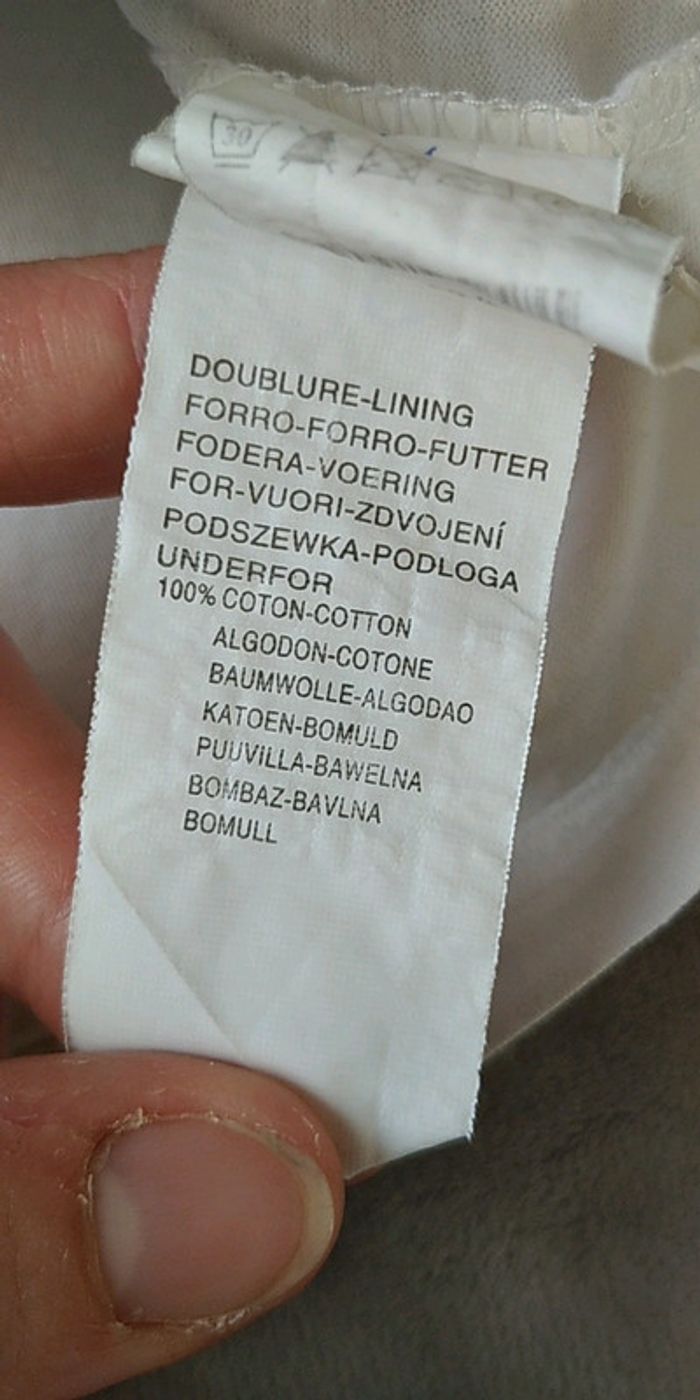 30
DOUBLURE-LINING
FORRO-FORRO-FUTTER
FODERA-VOERING
FOR-VUORI-ZDVOJENÍ
PODSZEWKA-PODLOGA
UNDERFOR
100% COTON-COTTON
ALGODON-COTONE
BAUMWOLLE-ALGODAO
KATOEN-BOMULD
PUUVILLA-BAWELNA
BOMBAZ-BAVLNA
BOMULL